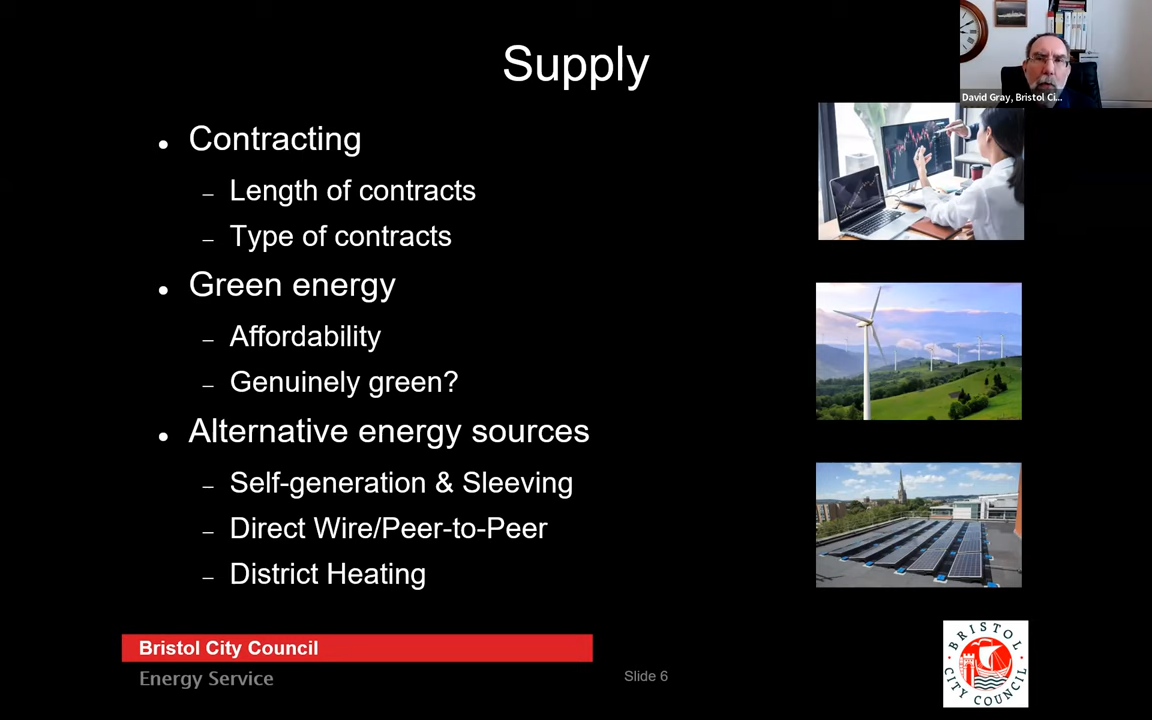 Supply
David Gray, Bristol Ci...
• Contracting
– Length of contracts
– Type of contracts
• Green energy
– Affordability
– Genuinely green?
• Alternative energy sources
– Self-generation & Sleeving
– Direct Wire/Peer-to-Peer
– District Heating
Bristol City Council
Energy Service
Slide 6
BRISTOL
CITY COUNCIL